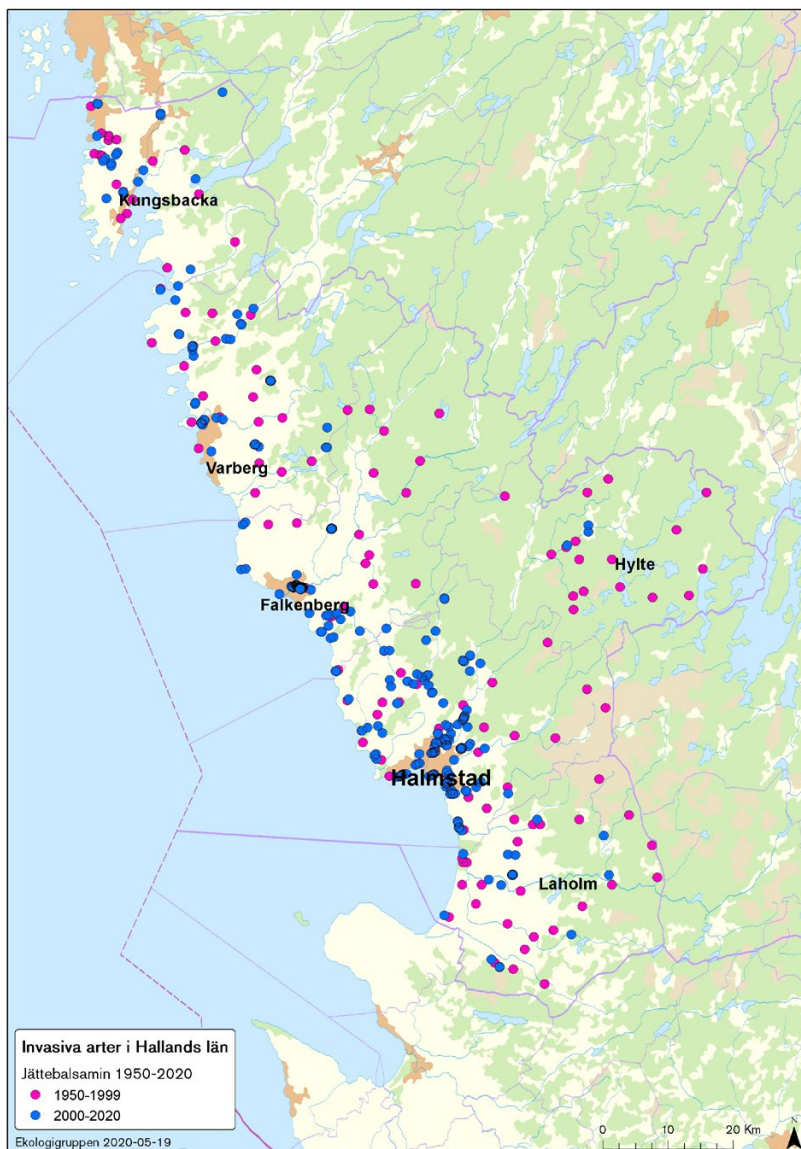 Kungsbacka
Varberg
Hylte
Falkenberg
Halmstad
Laholm
Invasiva arter i Hallands län
Jättebalsamin 1950-2020
1950-1999
2000-2020
Ekologigruppen 2020-05-19
0 10 20 Km
N